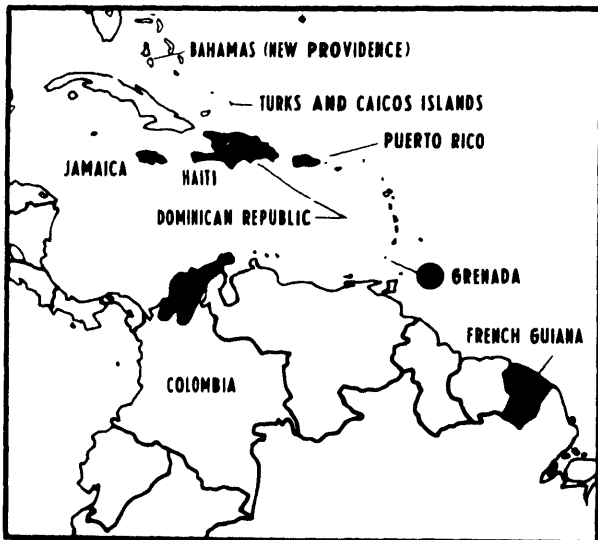 BAHAMAS (NEW PROVIDENCE)
TURKS AND CAICOS ISLANDS
PUERTO RICO
JAMAICA
HAITI
DOMINICAN REPUBLIC
GRENADA
FRENCH GUIANA
COLOMBIA